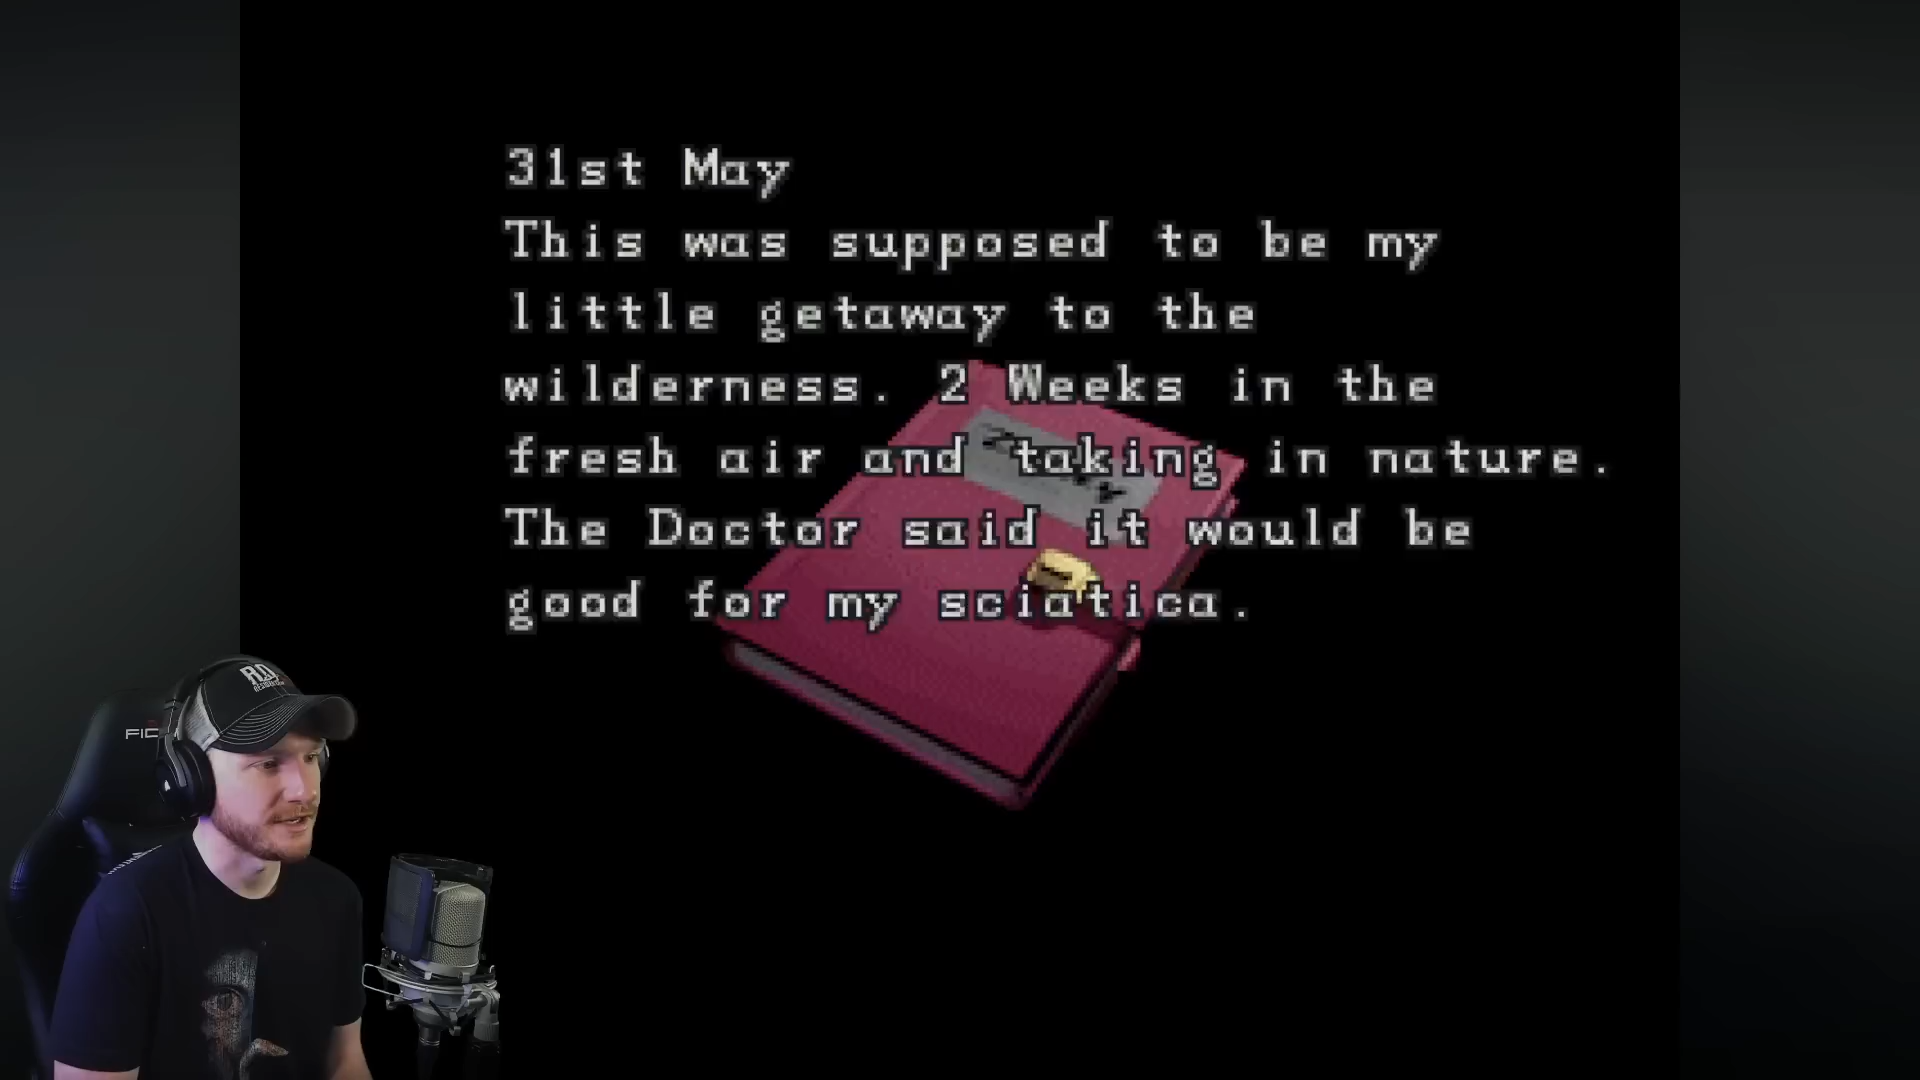 31st May
This was supposed to be my
little getaway to the
wilderness. 2 Weeks in the
fresh air and taking in nature.
The Doctor said it would be
good for my sciatica.